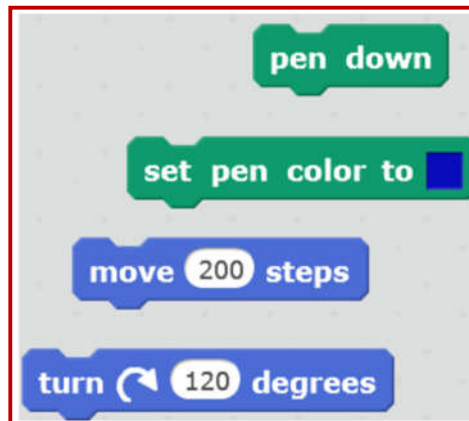 pen down
set pen color to
move 200 steps
turn 120 degrees